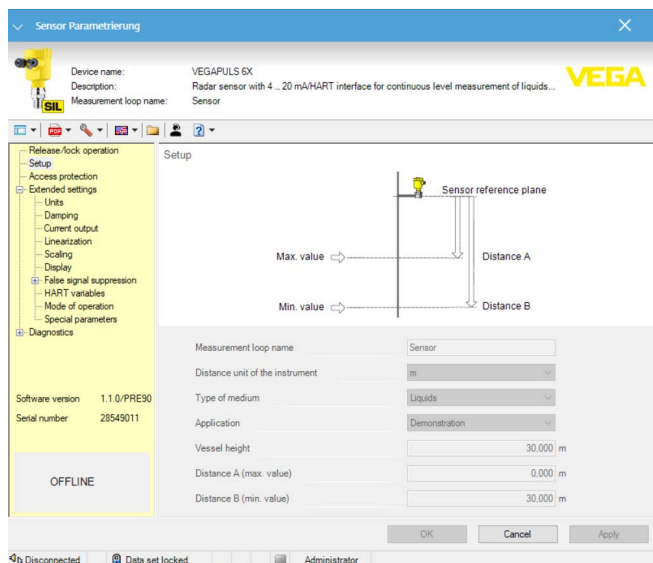 Sensor Parametrierung
Device name: VEGAPULS 6X
Description: Radar sensor with 4 .. 20 mA/HART interface for continuous level measurement of liquids...
Measurement loop name: Sensor
VEGA
SIL
PDF
Release/lock operation
Setup
Access protection
Extended settings
Units
Damping
Current output
Linearization
Scaling
Display
False signal suppression
HART variables
Mode of operation
Special parameters
Diagnostics
Software version 1.1.0/PRE90
Serial number 28549011
OFFLINE
Setup
Sensor reference plane
Max. value
Distance A
Min. value
Distance B
Measurement loop name Sensor
Distance unit of the instrument m
Type of medium Liquids
Application Demonstration
Vessel height 30,000 m
Distance A (max. value) 0,000 m
Distance B (min. value) 30,000 m
OK Cancel Apply
Disconnected Data set locked Administrator